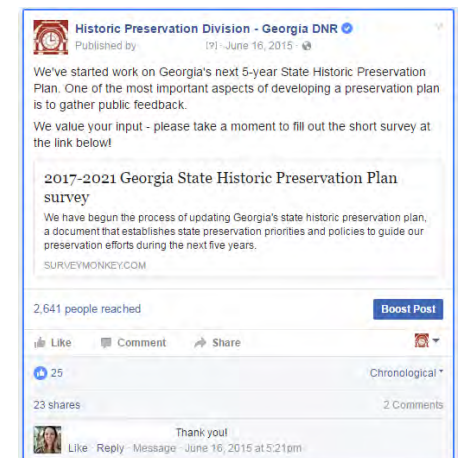 Historic Preservation Division - Georgia DNR
Published by [?] · June 16, 2015 ·
We've started work on Georgia's next 5-year State Historic Preservation
Plan. One of the most important aspects of developing a preservation plan
is to gather public feedback.
We value your input - please take a moment to fill out the short survey at
the link below!
2017-2021 Georgia State Historic Preservation Plan
survey
We have begun the process of updating Georgia's state historic preservation plan,
a document that establishes state preservation priorities and policies to guide our
preservation efforts during the next five years.
SURVEYMONKEY.COM
2,641 people reached Boost Post
Like Comment Share
25 Chronological
23 shares 2 Comments
Thank you!
Like · Reply · Message · June 16, 2015 at 5:21pm